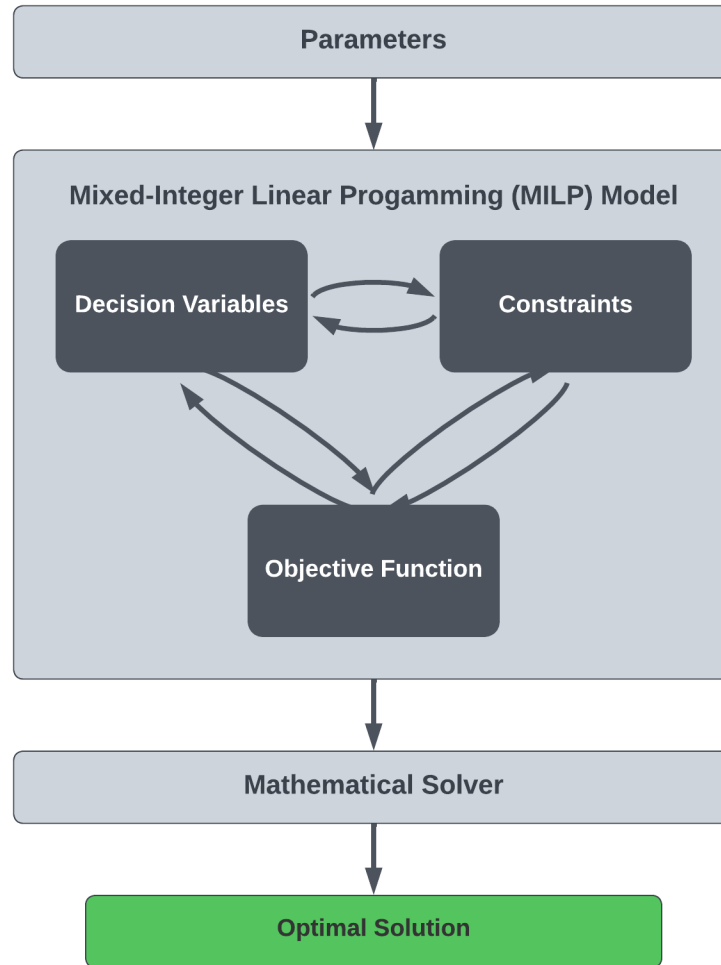 Parameters
Mixed-Integer Linear Progamming (MILP) Model
Decision Variables
Constraints
Objective Function
Mathematical Solver
Optimal Solution